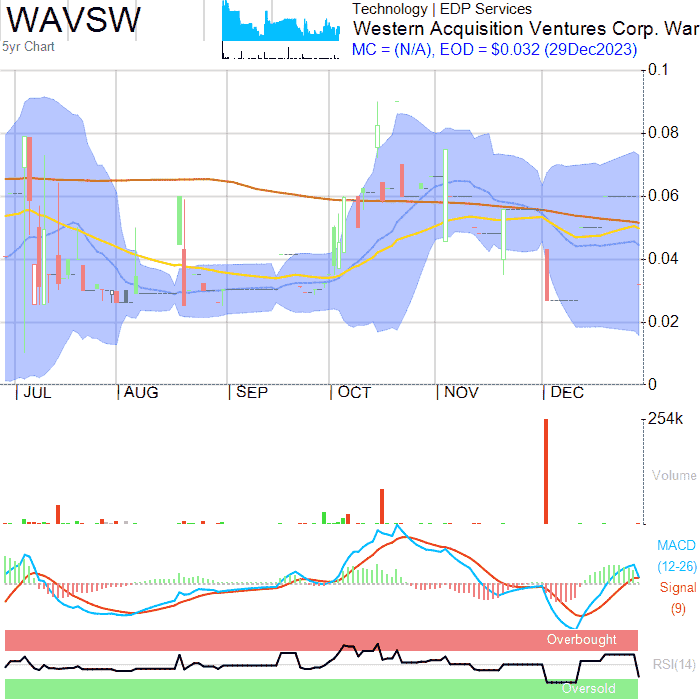 WAVSW
5yr Chart
Technology | EDP Services
Western Acquisition Ventures Corp. War
MC = (N/A), EOD = $0.032 (29Dec2023)
0.1
0.08
0.06
0.04
0.02
0
JUL AUG SEP OCT NOV DEC
254k
Volume
MACD
(12-26)
Signal
(9)
Overbought
RSI(14)
Oversold